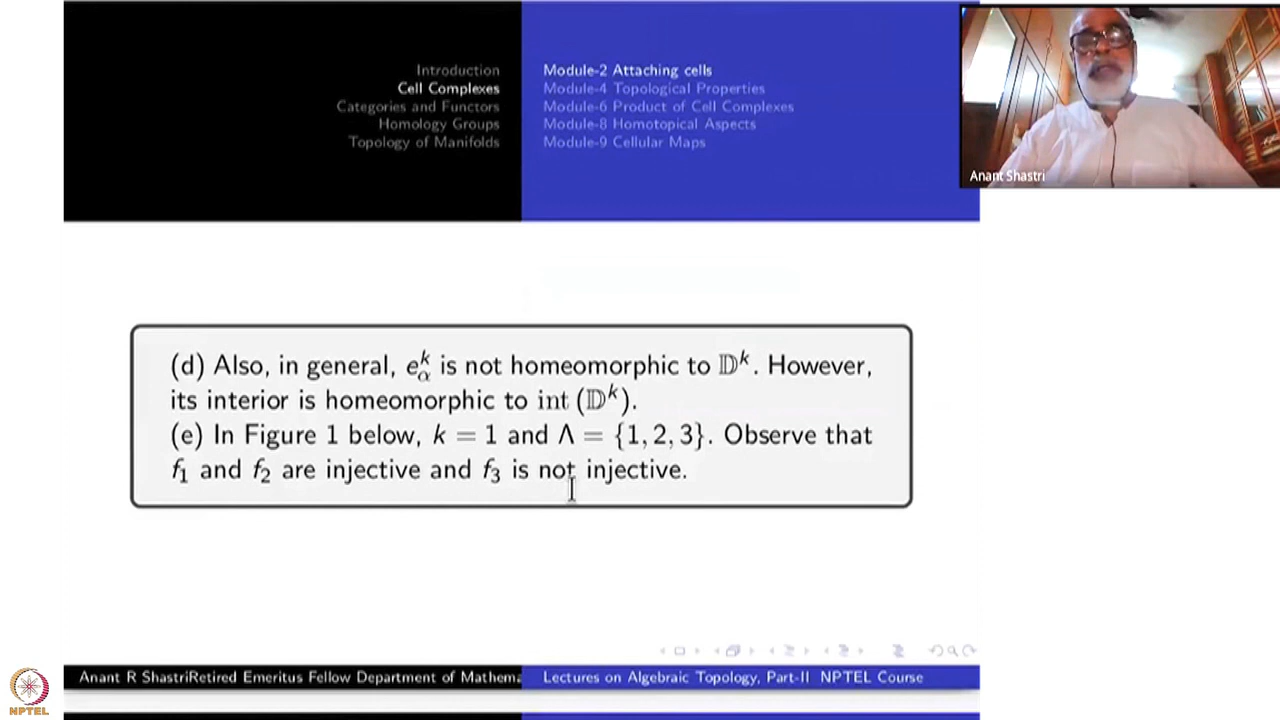 Introduction
Cell Complexes
Categories and Functors
Homology Groups
Topology of Manifolds
Module-2 Attaching cells
Module-4 Topological Properties
Module-6 Product of Cell Complexes
Module-8 Homotopical Aspects
Module-9 Cellular Maps
Anant Shastri
(d) Also, in general, e^k_α is not homeomorphic to 𝔻^k. However,
its interior is homeomorphic to int (𝔻^k).
(e) In Figure 1 below, k = 1 and Λ = {1, 2, 3}. Observe that
f₁ and f₂ are injective and f₃ is not injective.
Anant R ShastriRetired Emeritus Fellow Department of Mathema
Lectures on Algebraic Topology, Part-II NPTEL Course
NPTEL